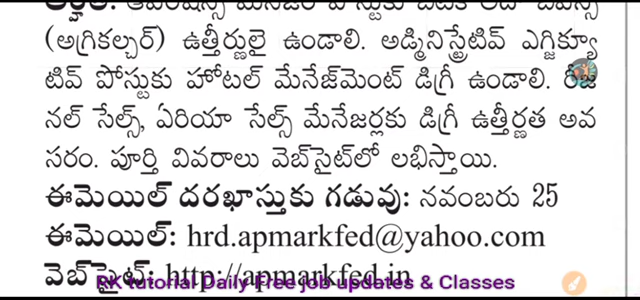 (అగ్రికల్చర్) ఉత్తీర్ణులై ఉండాలి. అడ్మినిస్ట్రేటివ్ ఎగ్జిక్యూ
టివ్ పోస్టుకు హోటల్ మేనేజ్‌మెంట్ డిగ్రీ ఉండాలి. రీజ
నల్ సేల్స్, ఏరియా సేల్స్ మేనేజర్లకు డిగ్రీ ఉత్తీర్ణత అవ
సరం. పూర్తి వివరాలు వెబ్‌సైట్‌లో లభిస్తాయి.
ఈమెయిల్ దరఖాస్తుకు గడువు: నవంబరు 25
ఈమెయిల్: hrd.apmarkfed@yahoo.com
వెబ్‌సైట్: http://apmarkfed.in
RK tutorial Daily Free job updates & Classes